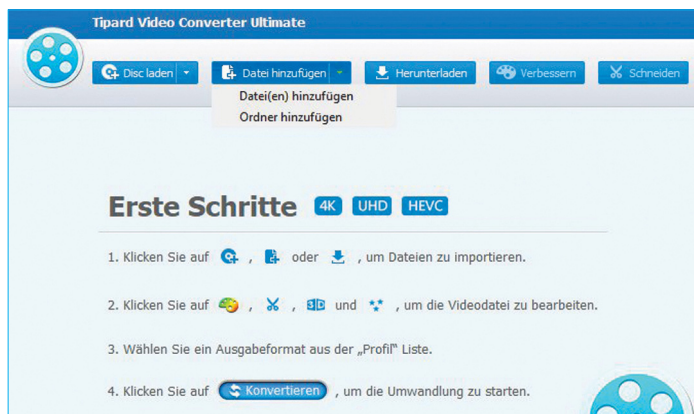 Tipard Video Converter Ultimate
Disc laden Datei hinzufügen Herunterladen Verbessern Schneiden
Datei(en) hinzufügen
Ordner hinzufügen
Erste Schritte 4K UHD HEVC
1. Klicken Sie auf , oder , um Dateien zu importieren.
2. Klicken Sie auf , , 3D und , um die Videodatei zu bearbeiten.
3. Wählen Sie ein Ausgabeformat aus der „Profil" Liste.
4. Klicken Sie auf Konvertieren , um die Umwandlung zu starten.